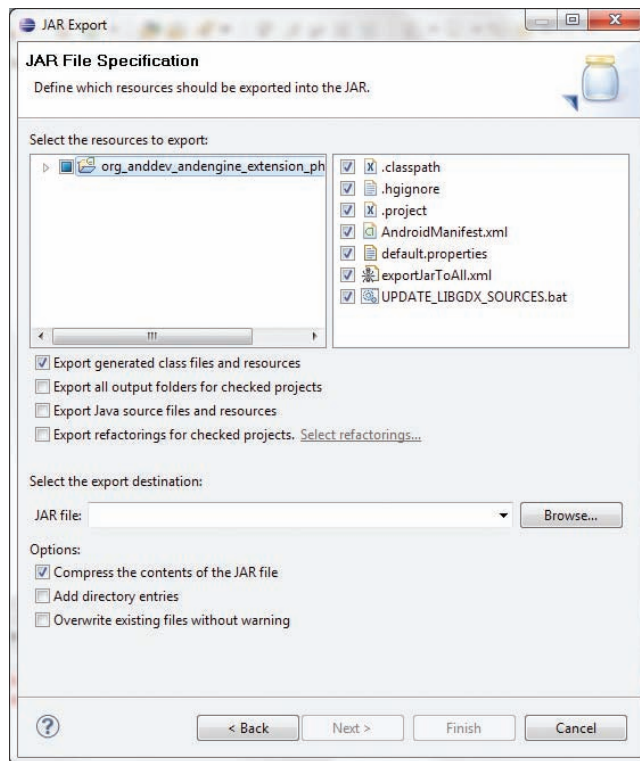 JAR Export
JAR File Specification
Define which resources should be exported into the JAR.
Select the resources to export:
org_anddev_andengine_extension_ph
.classpath
.hgignore
.project
AndroidManifest.xml
default.properties
exportJarToAll.xml
UPDATE_LIBGDX_SOURCES.bat
Export generated class files and resources
Export all output folders for checked projects
Export Java source files and resources
Export refactorings for checked projects. Select refactorings...
Select the export destination:
JAR file: Browse...
Options:
Compress the contents of the JAR file
Add directory entries
Overwrite existing files without warning
< Back Next > Finish Cancel